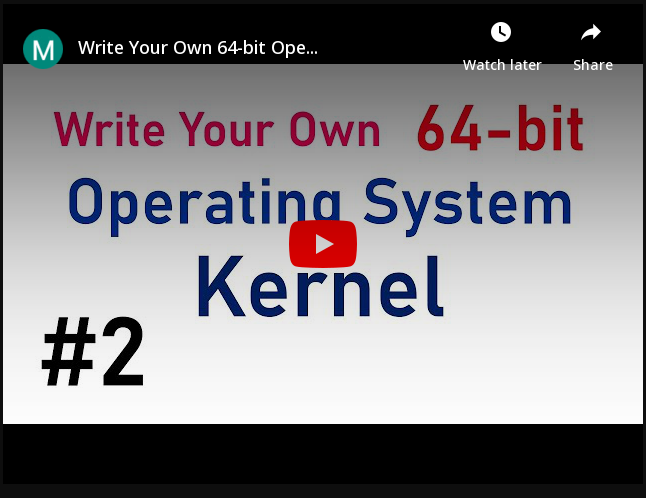 M
Write Your Own 64-bit Ope...
Watch later
Share
Write Your Own 64-bit
Operating System
Kernel
#2